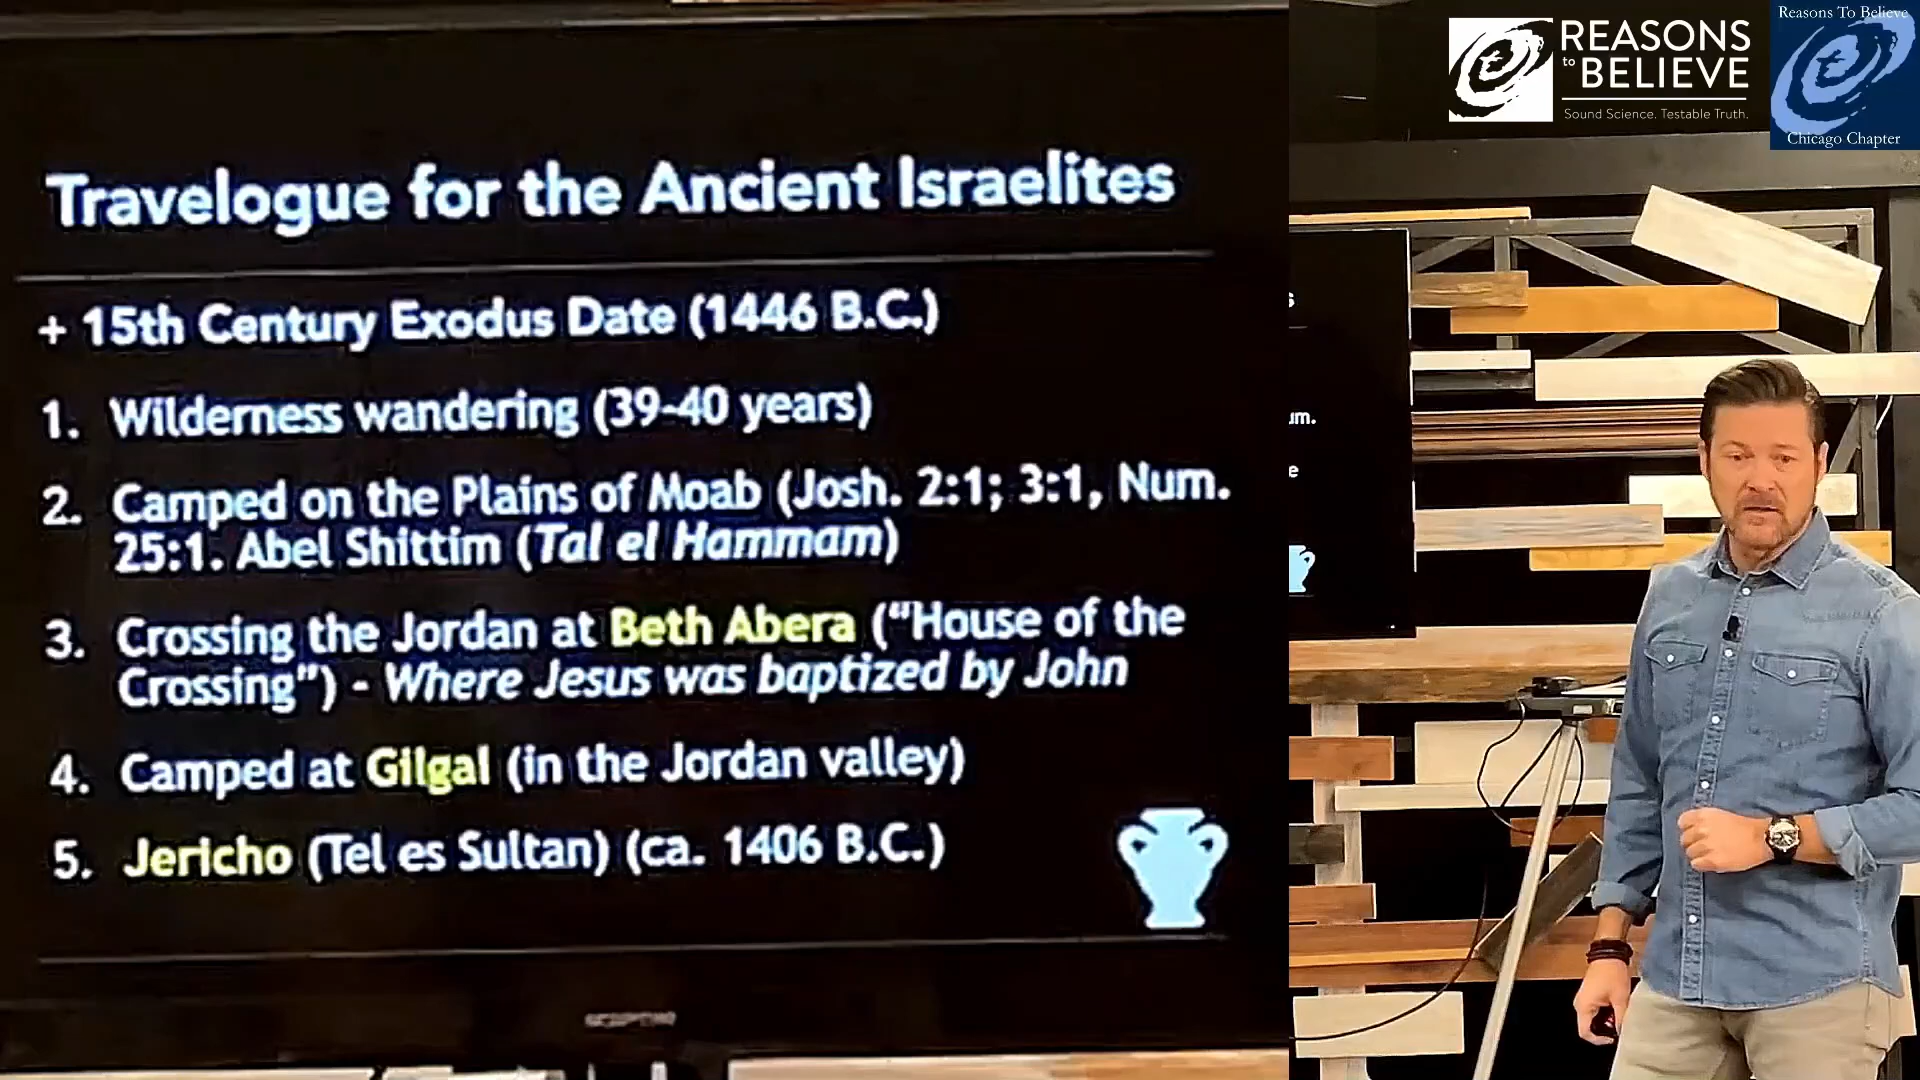 Travelogue for the Ancient Israelites
+ 15th Century Exodus Date (1446 B.C.)
1. Wilderness wandering (39-40 years)
2. Camped on the Plains of Moab (Josh. 2:1; 3:1, Num.
25:1. Abel Shittim (Tal el Hammam)
3. Crossing the Jordan at Beth Abera ("House of the
Crossing") - Where Jesus was baptized by John
4. Camped at Gilgal (in the Jordan valley)
5. Jericho (Tel es Sultan) (ca. 1406 B.C.)
REASONS
to BELIEVE
Sound Science. Testable Truth.
Reasons To Believe
Chicago Chapter
s
um.
e